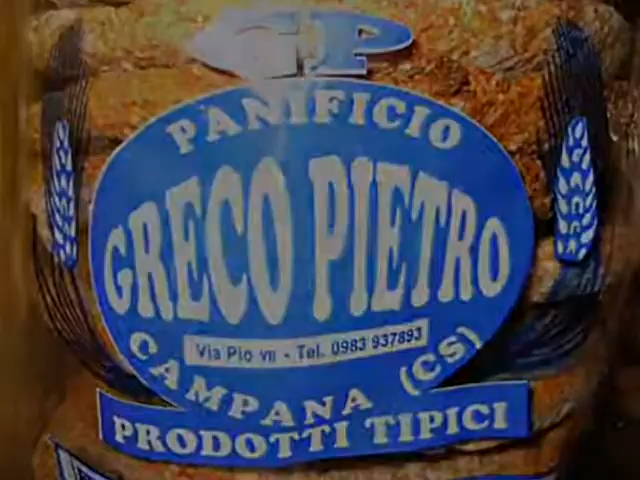 GP
PANIFICIO
GRECO PIETRO
Via Pio VII - Tel. 0983 937893
CAMPANA (CS)
PRODOTTI TIPICI